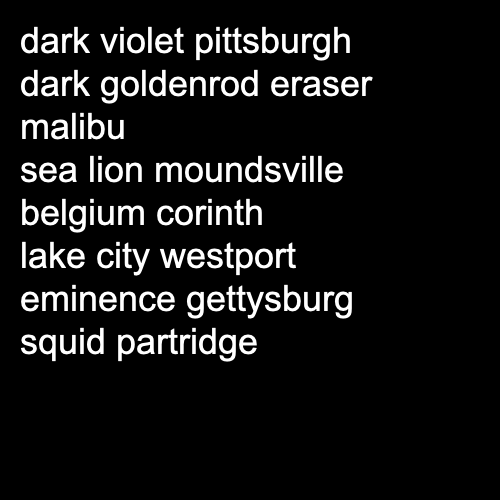 dark violet pittsburgh
dark goldenrod eraser
malibu
sea lion moundsville
belgium corinth
lake city westport
eminence gettysburg
squid partridge